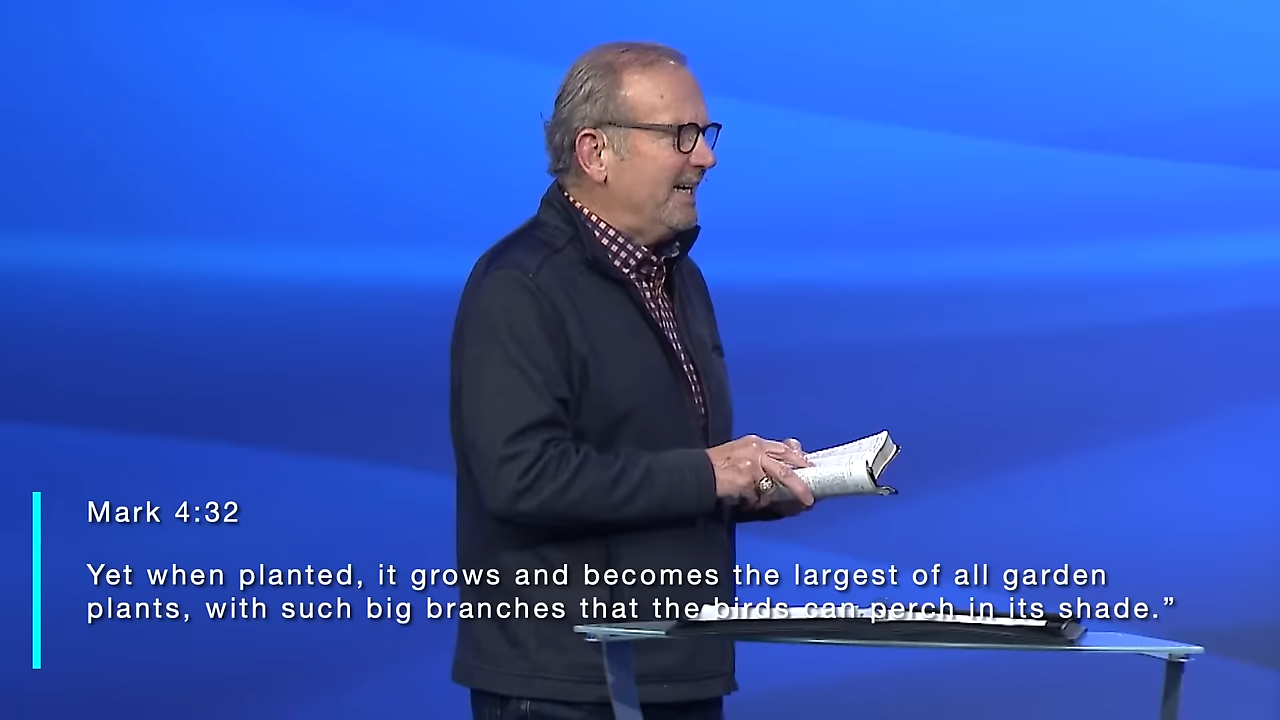 Mark 4:32
Yet when planted, it grows and becomes the largest of all garden
plants, with such big branches that the birds can perch in its shade.”